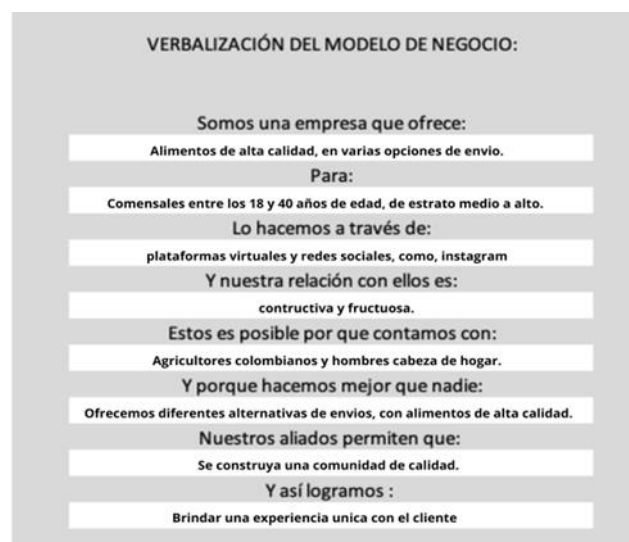 VERBALIZACIÓN DEL MODELO DE NEGOCIO:
Somos una empresa que ofrece:
Alimentos de alta calidad, en varias opciones de envio.
Para:
Comensales entre los 18 y 40 años de edad, de estrato medio a alto.
Lo hacemos a través de:
plataformas virtuales y redes sociales, como, instagram
Y nuestra relación con ellos es:
contructiva y fructuosa.
Estos es posible por que contamos con:
Agricultores colombianos y hombres cabeza de hogar.
Y porque hacemos mejor que nadie:
Ofrecemos diferentes alternativas de envios, con alimentos de alta calidad.
Nuestros aliados permiten que:
Se construya una comunidad de calidad.
Y así logramos :
Brindar una experiencia unica con el cliente